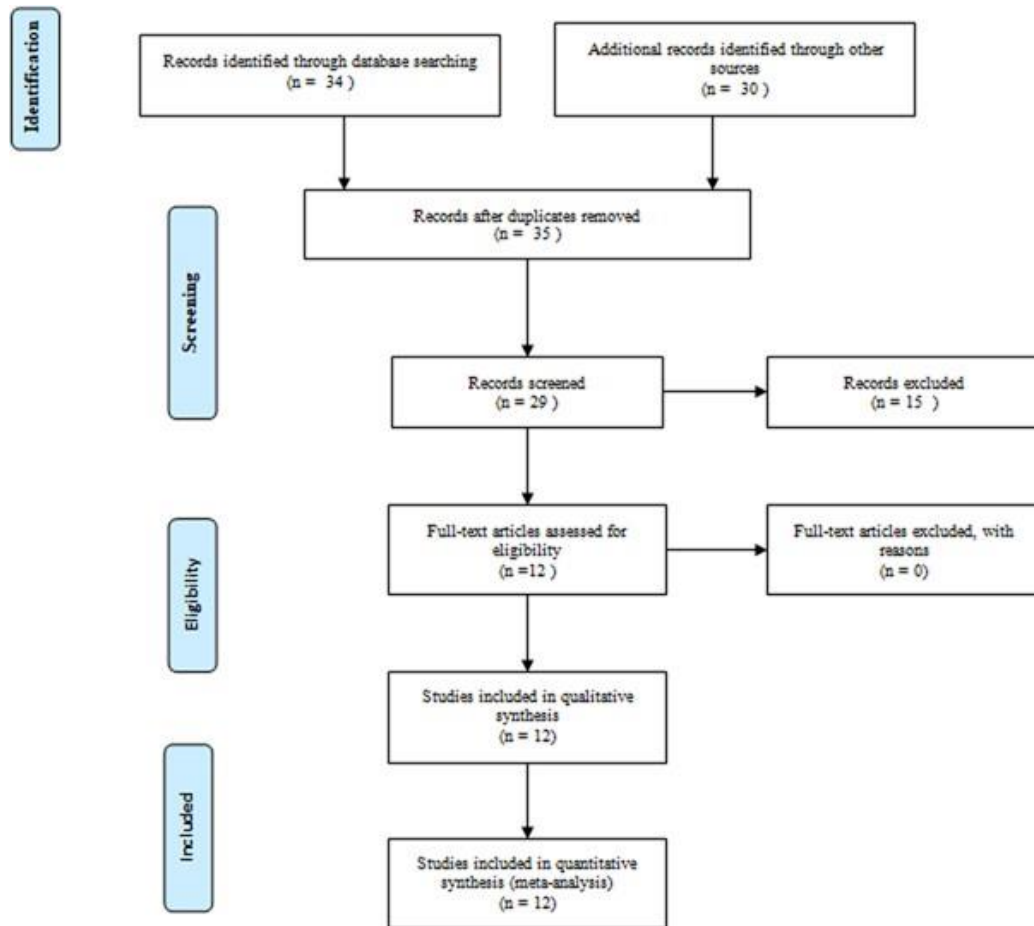 Identification
Records identified through database searching
(n = 34 )
Additional records identified through other
sources
(n = 30 )
Screening
Records after duplicates removed
(n = 35 )
Records screened
(n = 29 )
Records excluded
(n = 15 )
Eligibility
Full-text articles assessed for
eligibility
(n =12 )
Full-text articles excluded, with
reasons
(n = 0)
Studies included in qualitative
synthesis
(n = 12)
Included
Studies included in quantitative
synthesis (meta-analysis)
(n = 12)